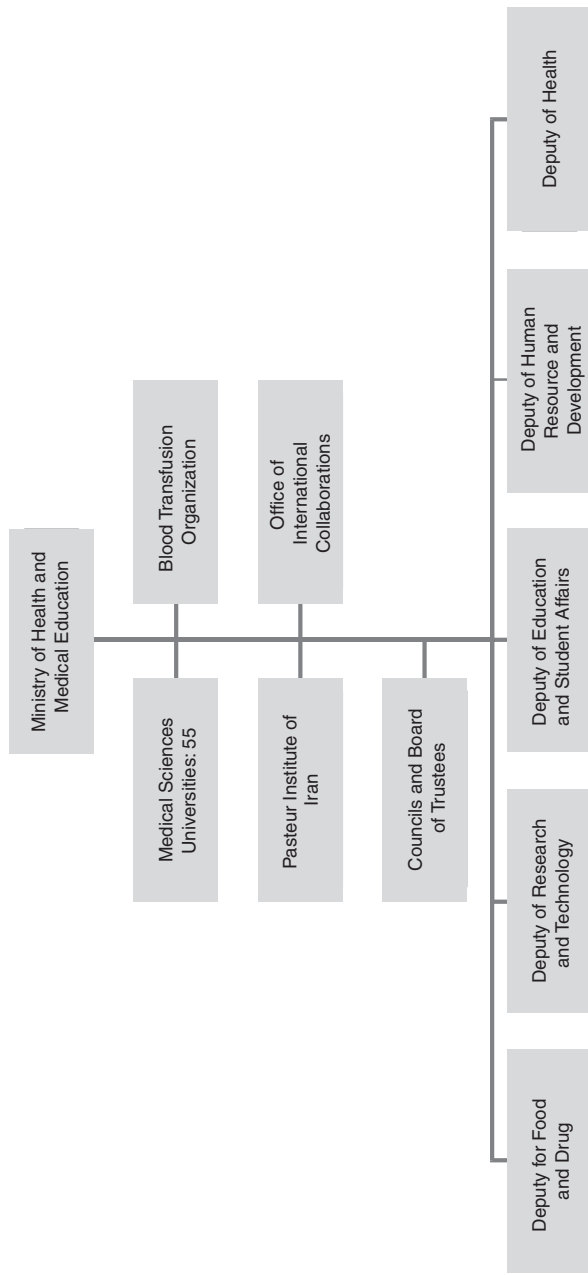 Ministry of Health and
Medical Education
Medical Sciences
Universities: 55
Blood Transfusion
Organization
Pasteur Institute of
Iran
Office of
International
Collaborations
Councils and Board
of Trustees
Deputy for Food
and Drug
Deputy of Research
and Technology
Deputy of Education
and Student Affairs
Deputy of Human
Resource and
Development
Deputy of Health